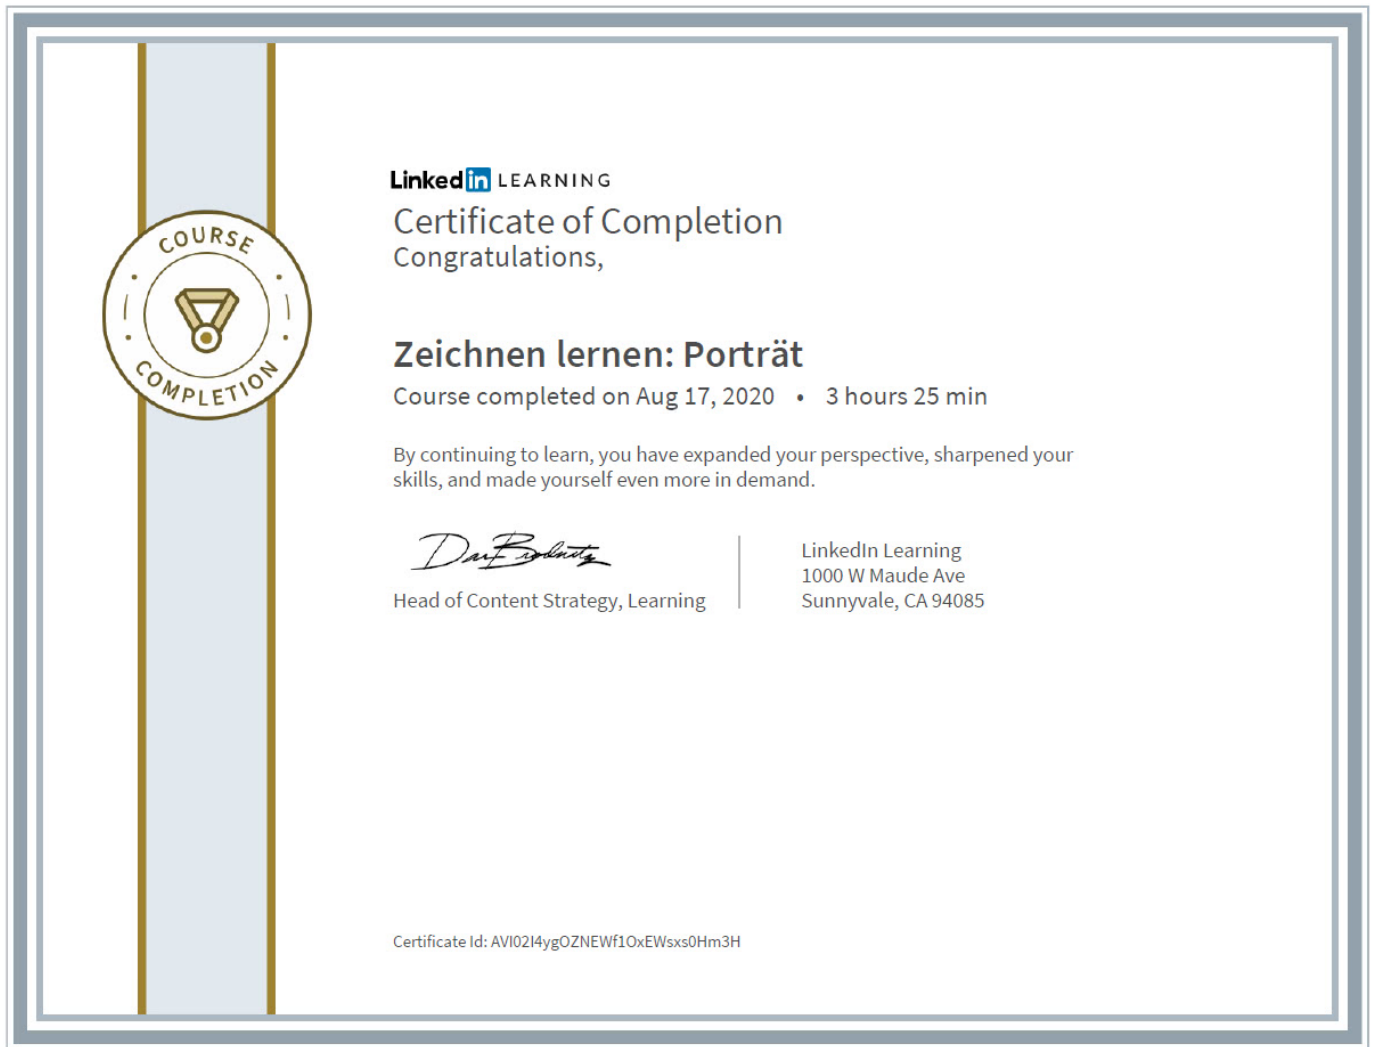 COURSE
COMPLETION
Linkedin LEARNING
Certificate of Completion
Congratulations,
Zeichnen lernen: Porträt
Course completed on Aug 17, 2020 • 3 hours 25 min
By continuing to learn, you have expanded your perspective, sharpened your
skills, and made yourself even more in demand.
Head of Content Strategy, Learning
LinkedIn Learning
1000 W Maude Ave
Sunnyvale, CA 94085
Certificate Id: AVI02I4ygOZNEWf1OxEWsxs0Hm3H